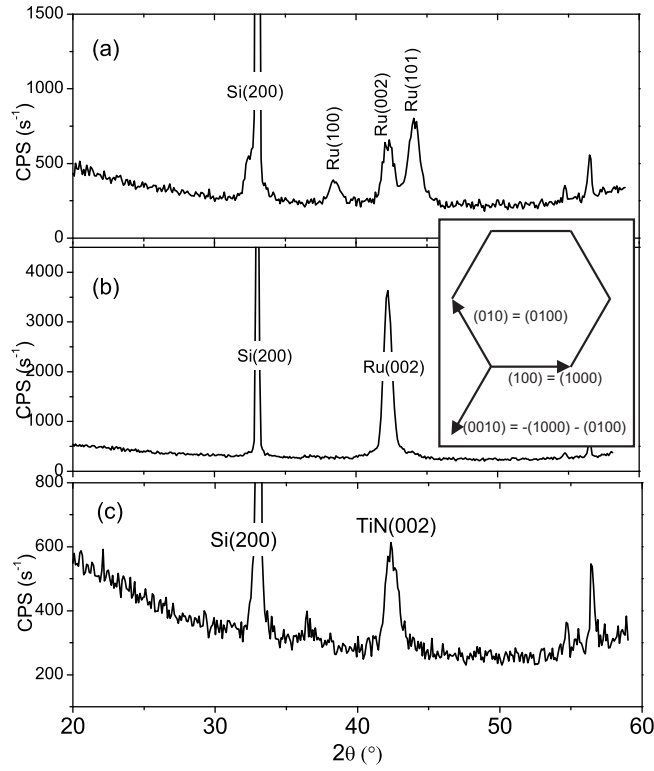 1500
(a)
1000
500
0
CPS (s⁻¹)
Si(200)
Ru(100)
Ru(002)
Ru(101)
4000
(b)
3000
2000
1000
0
CPS (s⁻¹)
Si(200)
Ru(002)
(010) = (0100)
(100) = (1000)
(0010) = -(1000) - (0100)
800
(c)
600
400
200
CPS (s⁻¹)
Si(200)
TiN(002)
20 30 40 50 60
2θ (°)